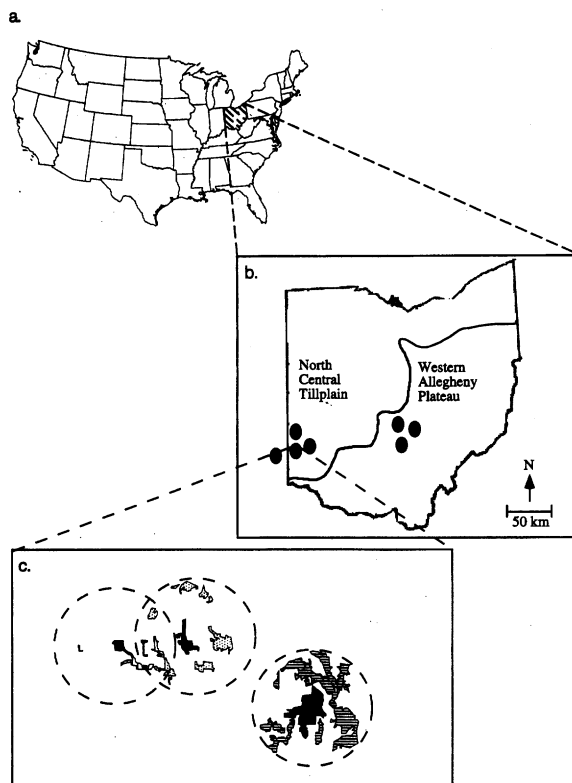 a.
b.
North
Central
Tillplain
Western
Allegheny
Plateau
N
50 km
c.